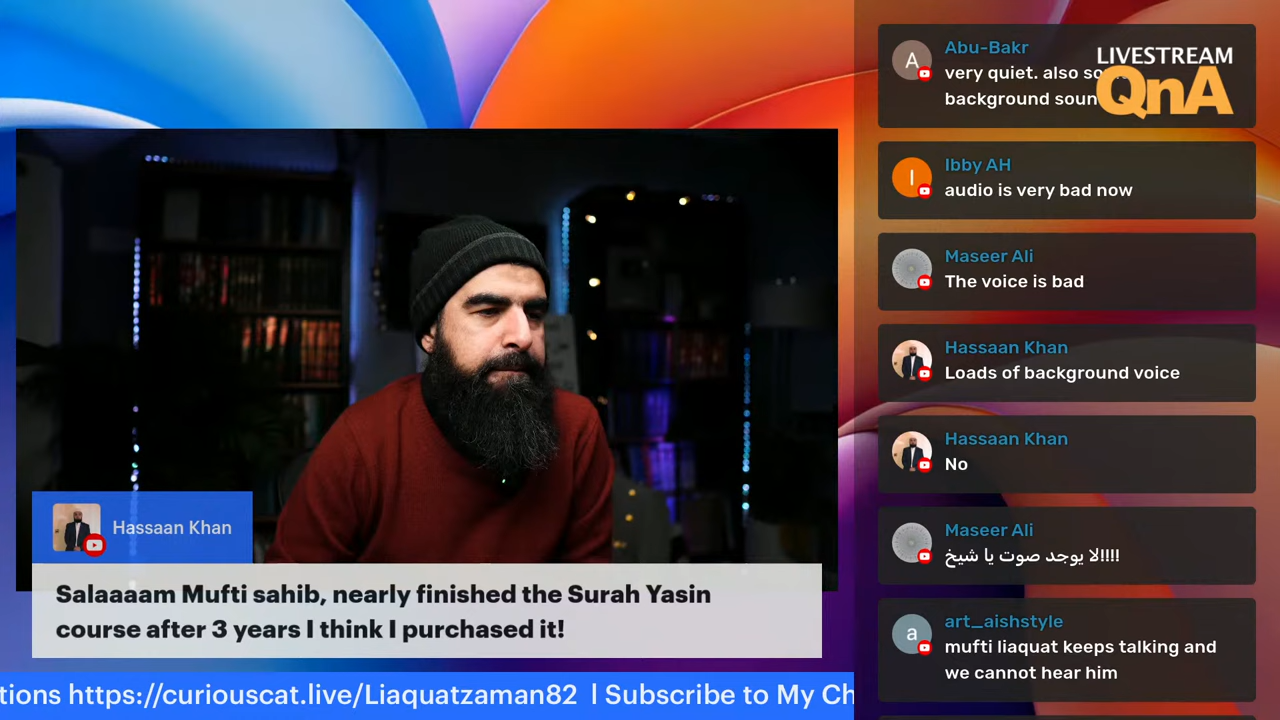 Hassaan Khan
Salaaaam Mufti sahib, nearly finished the Surah Yasin
course after 3 years I think I purchased it!
tions https://curiouscat.live/Liaquatzaman82 | Subscribe to My Ch
LIVESTREAM
QnA
A
Abu-Bakr
very quiet. also so
background soun
I
Ibby AH
audio is very bad now
Maseer Ali
The voice is bad
Hassaan Khan
Loads of background voice
Hassaan Khan
No
Maseer Ali
لا يوجد صوت يا شيخ!!!!
a
art_aishstyle
mufti liaquat keeps talking and
we cannot hear him